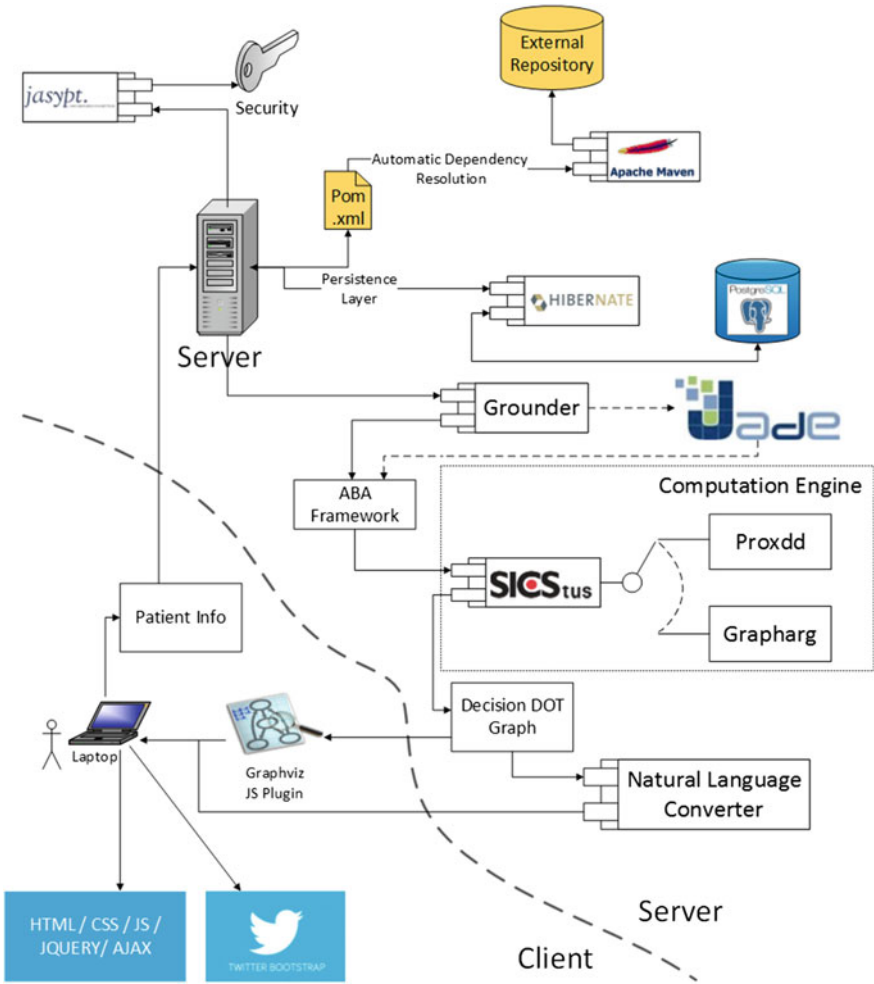 External
Repository
jasypt.
Security
Automatic Dependency
Resolution
Apache Maven
Pom
.xml
Persistence
Layer
HIBERNATE
PostgreSQL
Server
Grounder
Jade
ABA
Framework
Computation Engine
Proxdd
SICStus
Grapharg
Patient Info
Decision DOT
Graph
Laptop
Graphviz
JS Plugin
Natural Language
Converter
HTML / CSS / JS /
JQUERY/ AJAX
TWITTER BOOTSTRAP
Server
Client